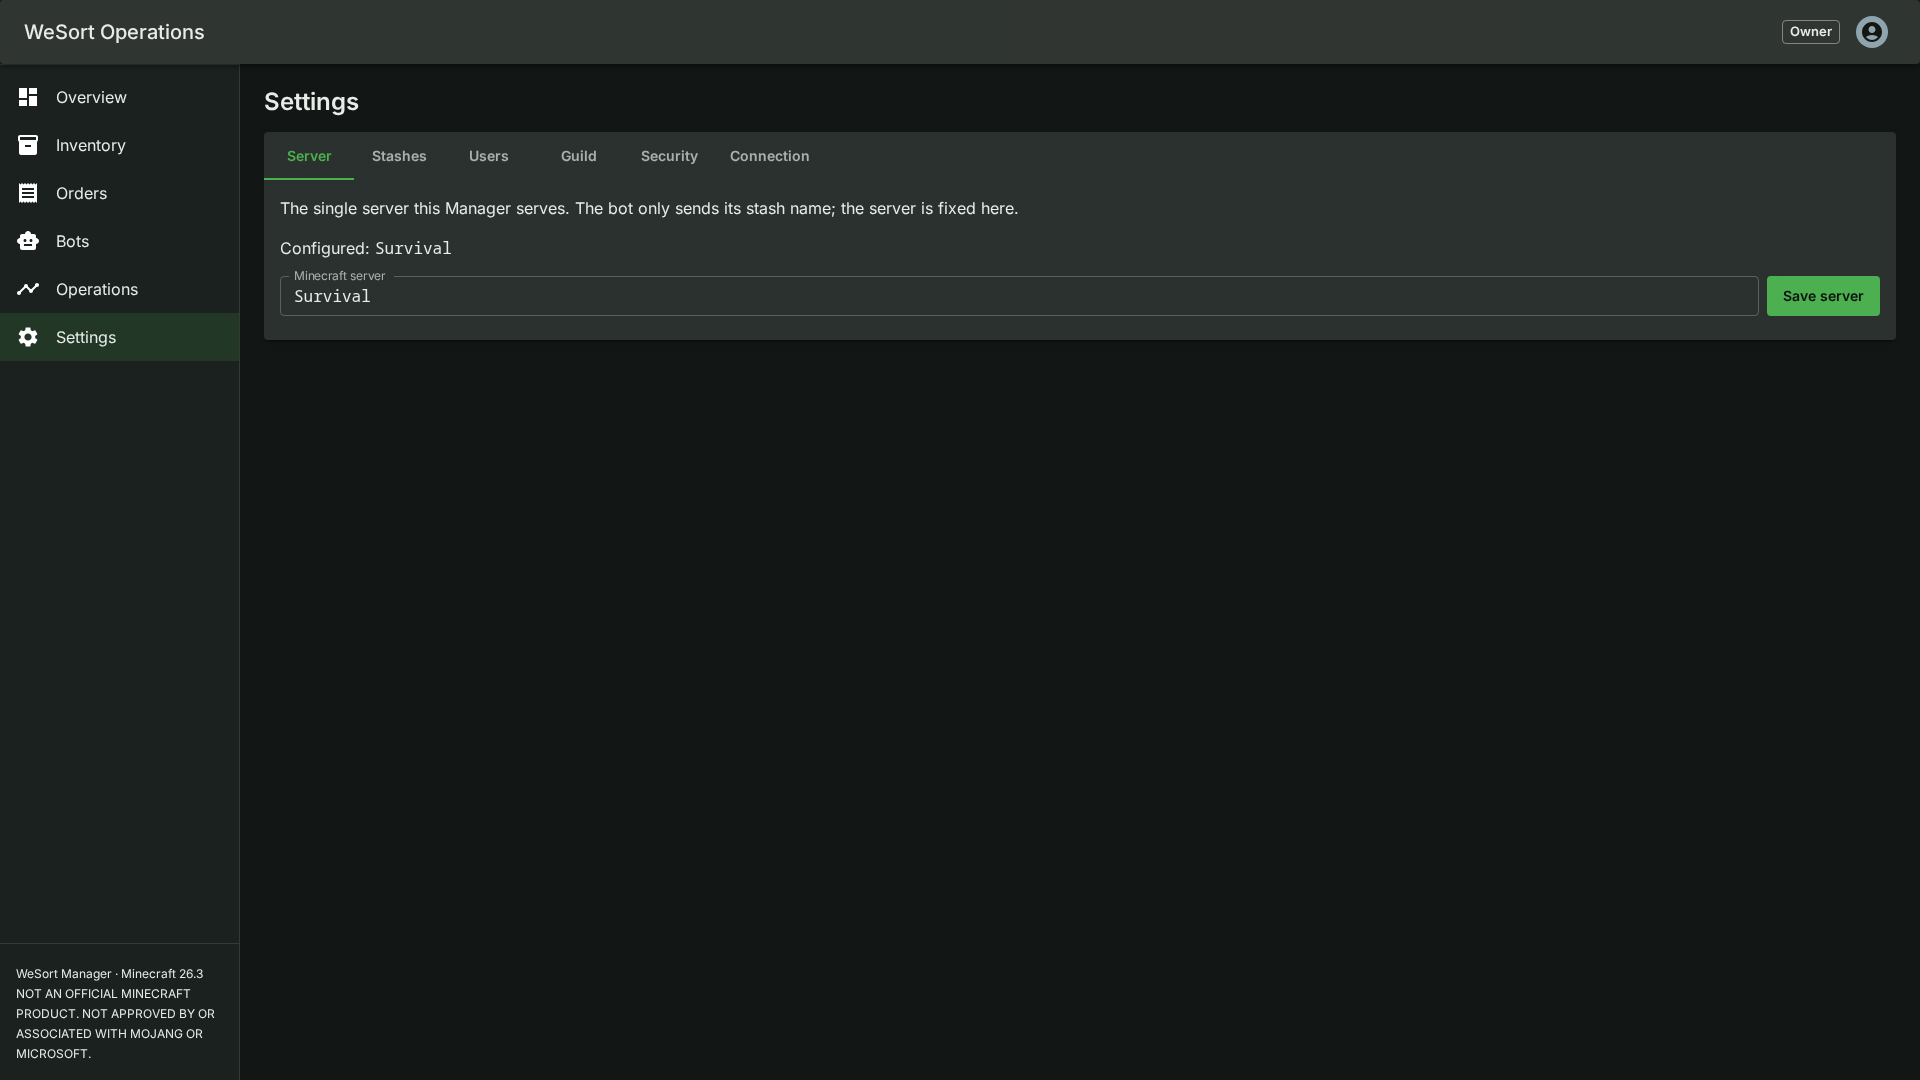 WeSort Operations
Owner
Overview
Inventory
Orders
Bots
Operations
Settings
Settings
Server
Stashes
Users
Guild
Security
Connection
The single server this Manager serves. The bot only sends its stash name; the server is fixed here.
Configured: Survival
Minecraft server
Survival
Save server
WeSort Manager · Minecraft 26.3
NOT AN OFFICIAL MINECRAFT
PRODUCT. NOT APPROVED BY OR
ASSOCIATED WITH MOJANG OR
MICROSOFT.